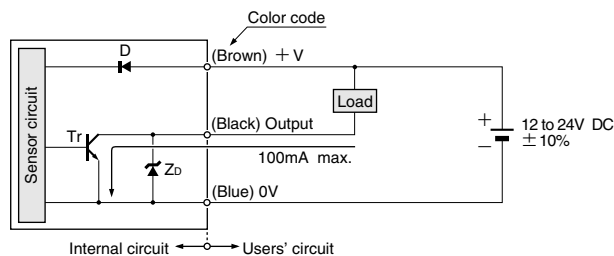 Color code
D
(Brown) +V
Sensor circuit
Load
Tr
(Black) Output
+
−
12 to 24V DC
±10%
ZD
100mA max.
(Blue) 0V
Internal circuit
Users' circuit